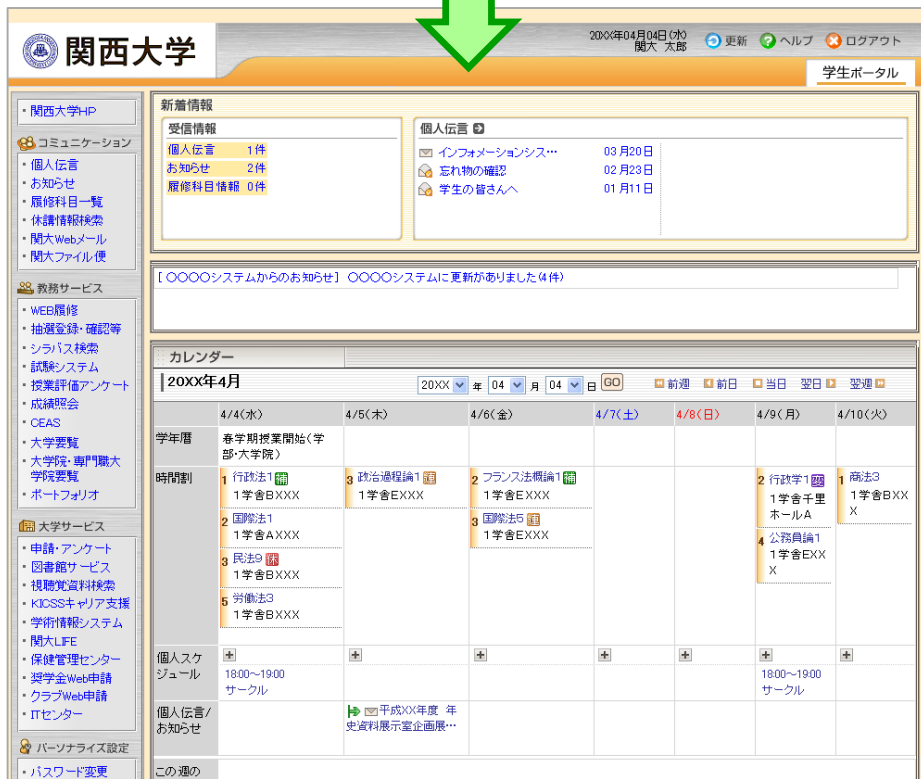 関西大学
20XX年04月04日(水)
関大 太郎
更新
ヘルプ
ログアウト
学生ポータル
・関西大学HP
コミュニケーション
・個人伝言
・お知らせ
・履修科目一覧
・休講情報検索
・関大Webメール
・関大ファイル便
教務サービス
・WEB履修
・抽選登録・確認等
・シラバス検索
・試験システム
・授業評価アンケート
・成績照会
・CEAS
・大学要覧
・大学院・専門職大
学院要覧
・ポートフォリオ
大学サービス
・申請・アンケート
・図書館サービス
・視聴覚資料検索
・KICSSキャリア支援
・学術情報システム
・関大LIFE
・保健管理センター
・奨学金Web申請
・クラブWeb申請
・ITセンター
パーソナライズ設定
・パスワード変更
新着情報
受信情報
個人伝言 1件
お知らせ 2件
履修科目情報 0件
個人伝言
インフォメーションシス… 03月20日
忘れ物の確認 02月23日
学生の皆さんへ 01月11日
[○○○○システムからのお知らせ] ○○○○システムに更新がありました(4件)
カレンダー
20XX年4月
20XX 年 04 月 04 日 GO
前週 前日 当日 翌日 翌週
4/4(水) 4/5(木) 4/6(金) 4/7(土) 4/8(日) 4/9(月) 4/10(火)
学年暦
春学期授業開始(学
部・大学院)
時間割
1 行政法1 補
1学舎BXXX
2 国際法1
1学舎AXXX
3 民法9 休
1学舎BXXX
5 労働法3
1学舎BXXX
3 政治過程論1
1学舎EXXX
2 フランス法概論1 補
1学舎EXXX
3 国際法5
1学舎EXXX
2 行政学1
1学舎千里
ホールA
4 公務員論1
1学舎EXX
X
1 商法3
1学舎BXX
X
個人スケ
ジュール
18:00～19:00
サークル
18:00～19:00
サークル
個人伝言/
お知らせ
平成XX年度 年
史資料展示室企画展…
この週の